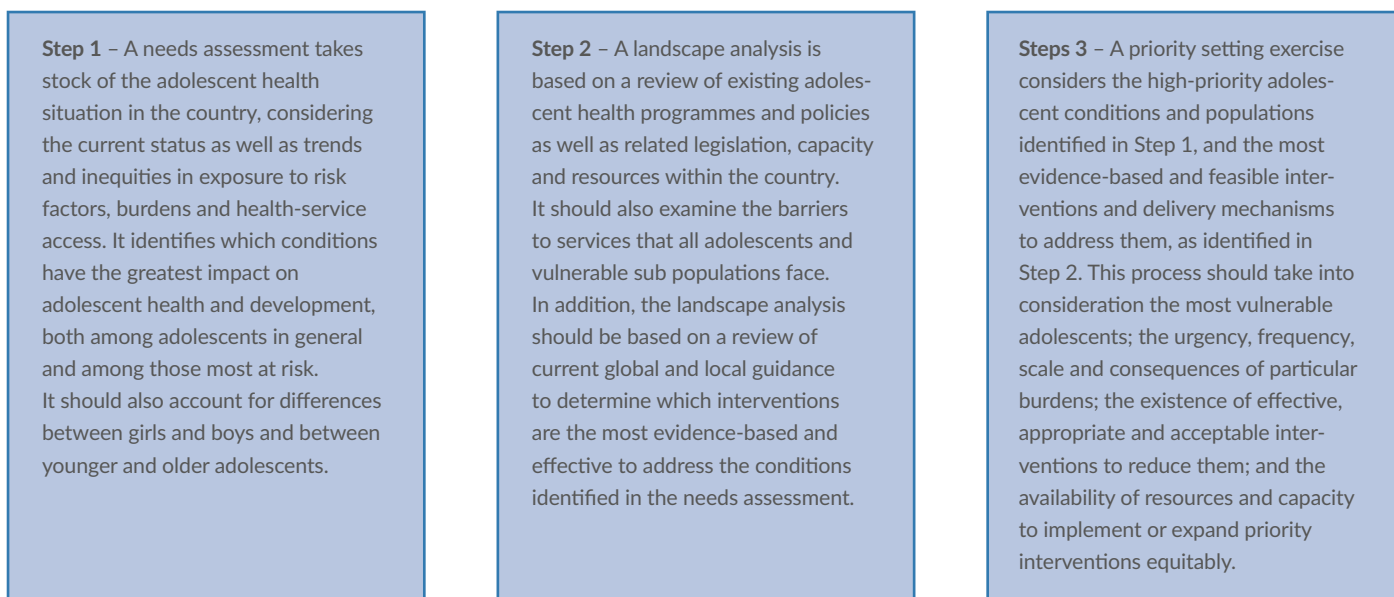 Step 1 – A needs assessment takes
stock of the adolescent health
situation in the country, considering
the current status as well as trends
and inequities in exposure to risk
factors, burdens and health-service
access. It identifies which conditions
have the greatest impact on
adolescent health and development,
both among adolescents in general
and among those most at risk.
It should also account for differences
between girls and boys and between
younger and older adolescents.
Step 2 – A landscape analysis is
based on a review of existing adoles-
cent health programmes and policies
as well as related legislation, capacity
and resources within the country.
It should also examine the barriers
to services that all adolescents and
vulnerable sub populations face.
In addition, the landscape analysis
should be based on a review of
current global and local guidance
to determine which interventions
are the most evidence-based and
effective to address the conditions
identified in the needs assessment.
Steps 3 – A priority setting exercise
considers the high-priority adoles-
cent conditions and populations
identified in Step 1, and the most
evidence-based and feasible inter-
ventions and delivery mechanisms
to address them, as identified in
Step 2. This process should take into
consideration the most vulnerable
adolescents; the urgency, frequency,
scale and consequences of particular
burdens; the existence of effective,
appropriate and acceptable inter-
ventions to reduce them; and the
availability of resources and capacity
to implement or expand priority
interventions equitably.